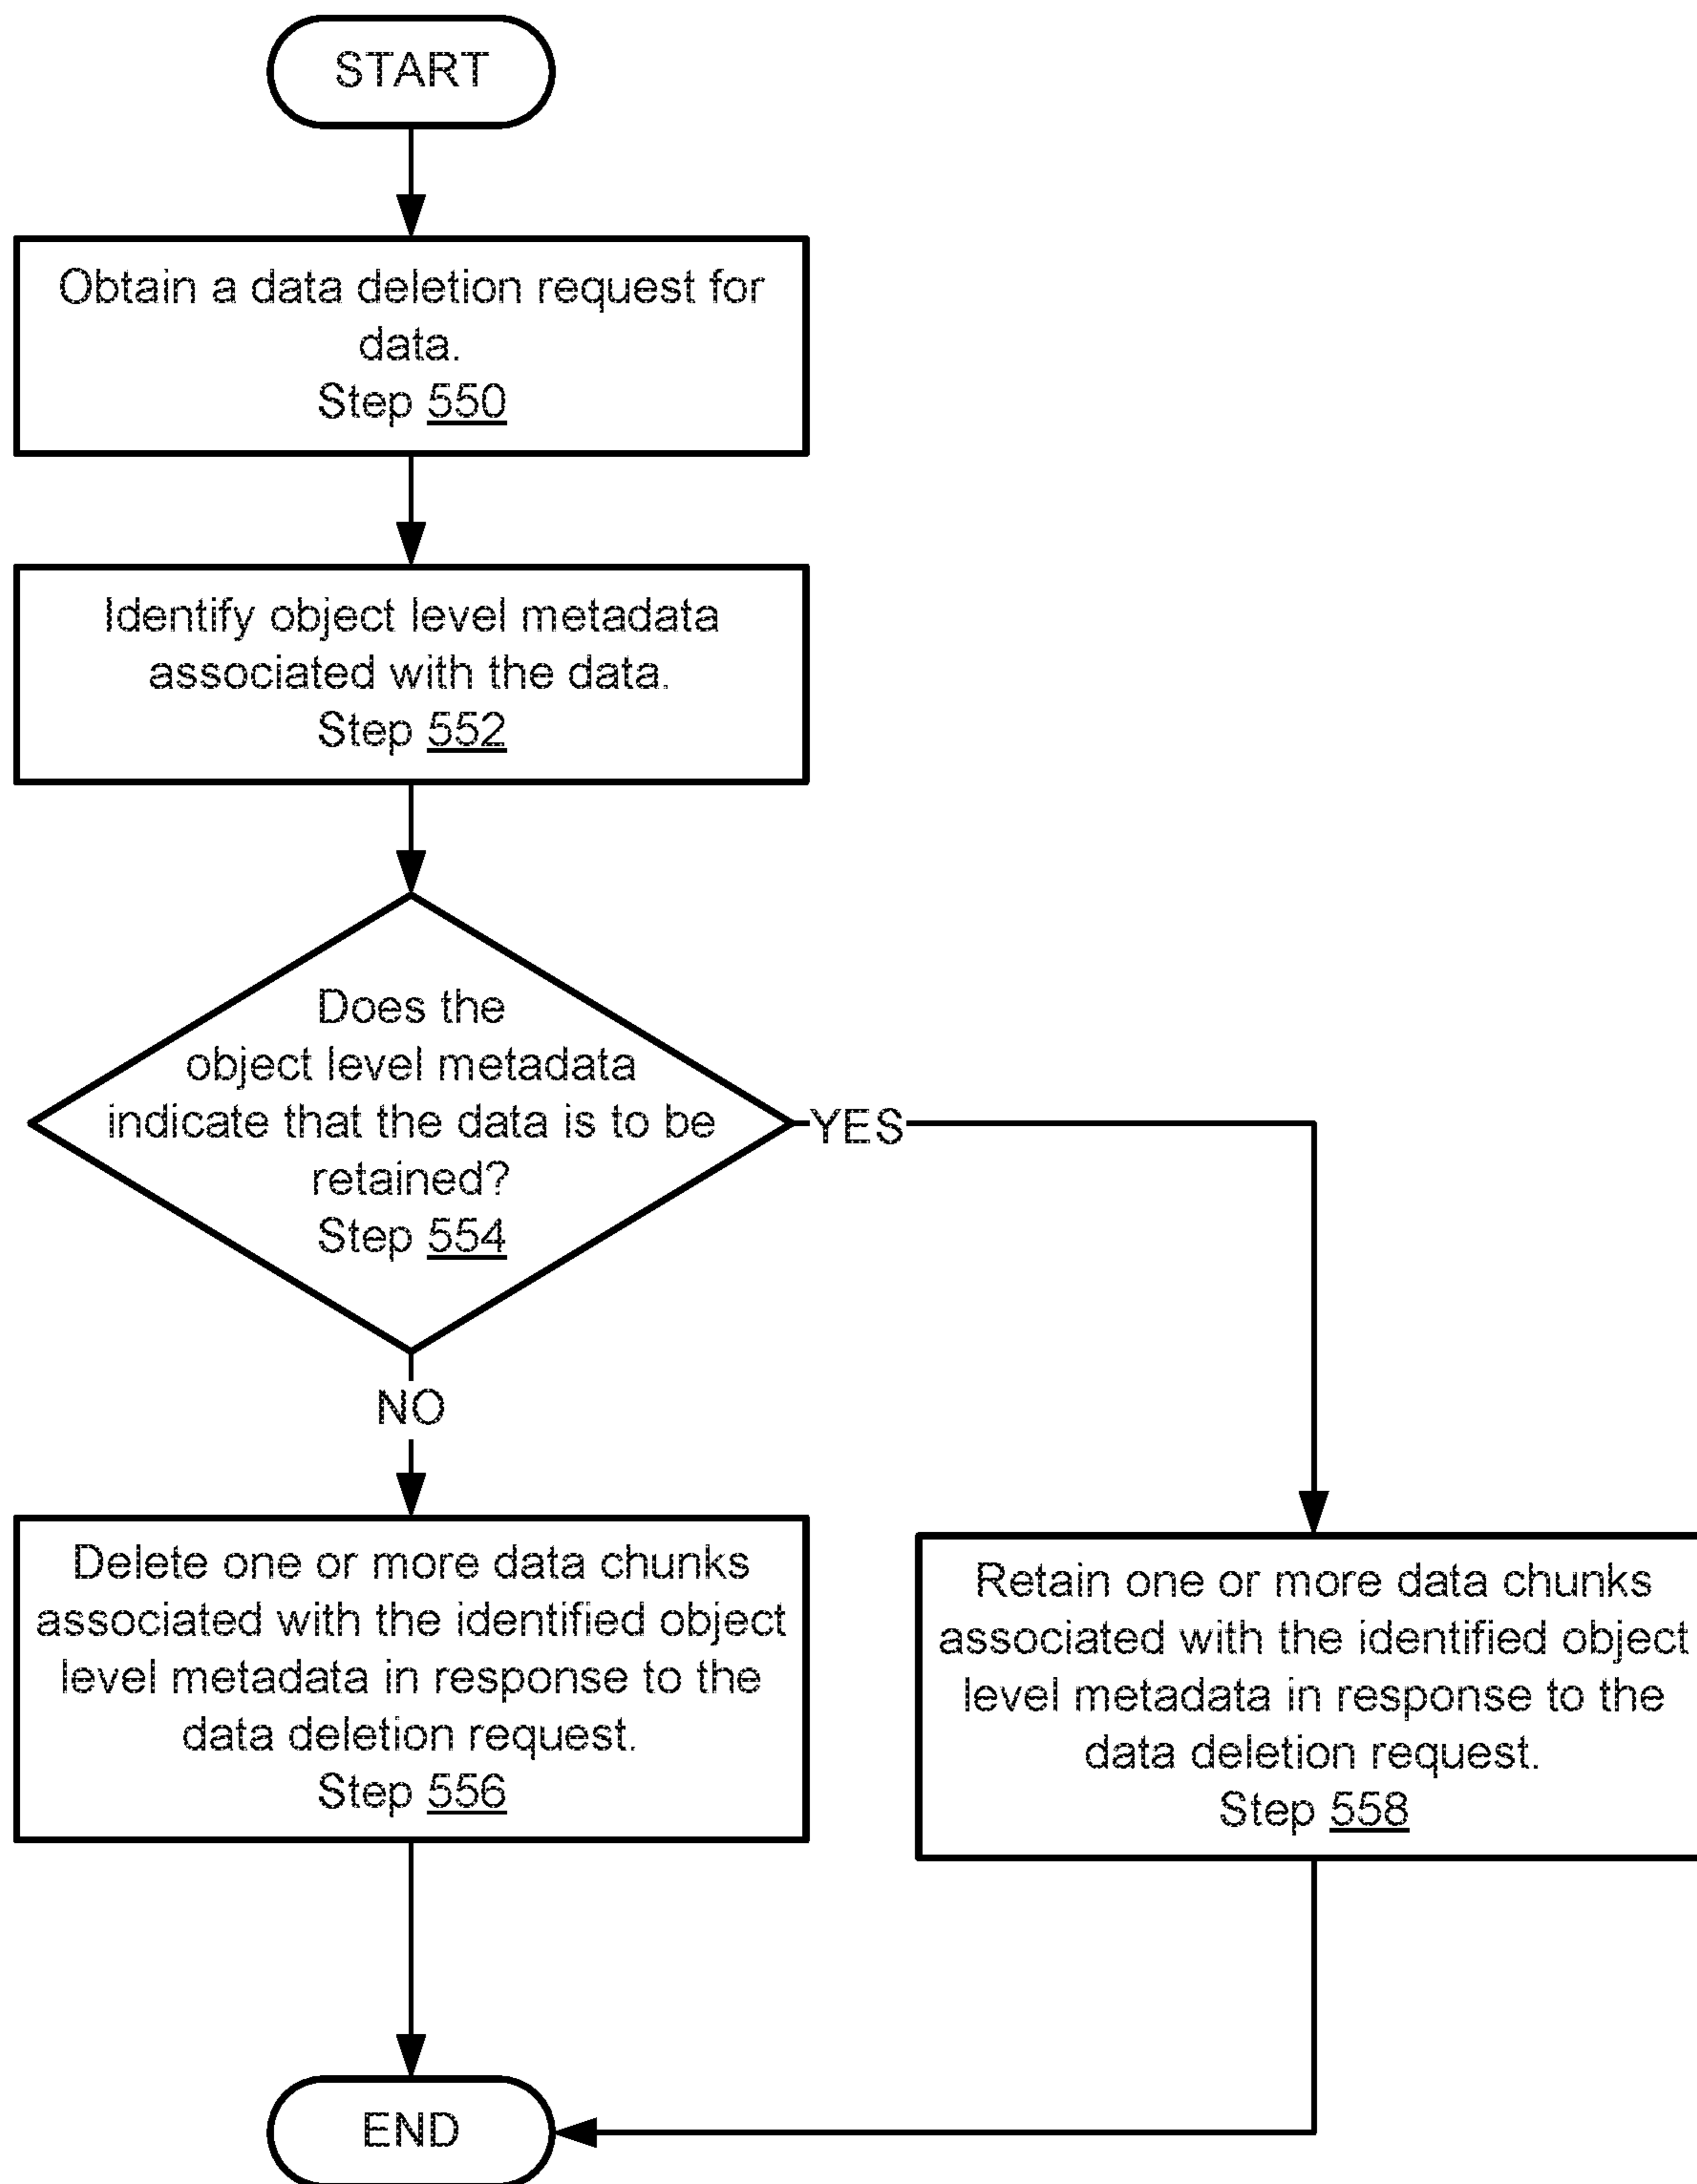 START
Obtain a data deletion request for
data.
Step 550
Identify object level metadata
associated with the data.
Step 552
Does the
object level metadata
indicate that the data is to be
retained?
Step 554
YES
NO
Delete one or more data chunks
associated with the identified object
level metadata in response to the
data deletion request.
Step 556
Retain one or more data chunks
associated with the identified object
level metadata in response to the
data deletion request.
Step 558
END